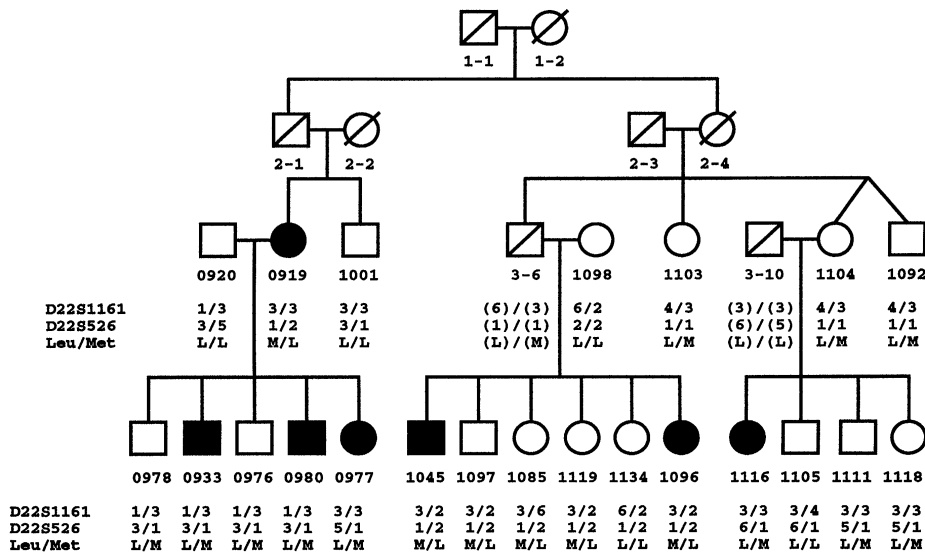 1-1 1-2
2-1 2-2 2-3 2-4
0920 0919 1001 3-6 1098 1103 3-10 1104 1092
D22S1161 1/3 3/3 3/3 (6)/(3) 6/2 4/3 (3)/(3) 4/3 4/3
D22S526 3/5 1/2 3/1 (1)/(1) 2/2 1/1 (6)/(5) 1/1 1/1
Leu/Met L/L M/L L/L (L)/(M) L/L L/M (L)/(L) L/M L/M
0978 0933 0976 0980 0977 1045 1097 1085 1119 1134 1096 1116 1105 1111 1118
D22S1161 1/3 1/3 1/3 1/3 3/3 3/2 3/2 3/6 3/2 6/2 3/2 3/3 3/4 3/3 3/3
D22S526 3/1 3/1 3/1 3/1 5/1 1/2 1/2 1/2 1/2 1/2 1/2 6/1 6/1 5/1 5/1
Leu/Met L/M L/M L/M L/M L/M M/L M/L M/L M/L L/L M/L L/M M/L L/M L/M